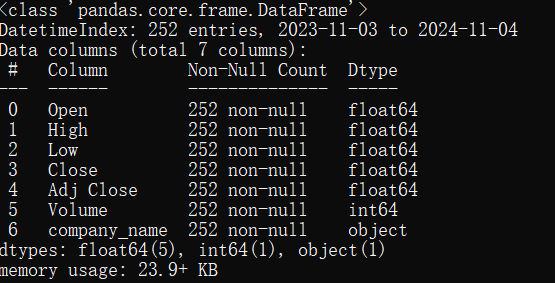 <class 'pandas.core.frame.DataFrame'>
DatetimeIndex: 252 entries, 2023-11-03 to 2024-11-04
Data columns (total 7 columns):
 #   Column        Non-Null Count  Dtype
---  ------        --------------  -----
 0   Open          252 non-null    float64
 1   High          252 non-null    float64
 2   Low           252 non-null    float64
 3   Close         252 non-null    float64
 4   Adj Close     252 non-null    float64
 5   Volume        252 non-null    int64
 6   company_name  252 non-null    object
dtypes: float64(5), int64(1), object(1)
memory usage: 23.9+ KB